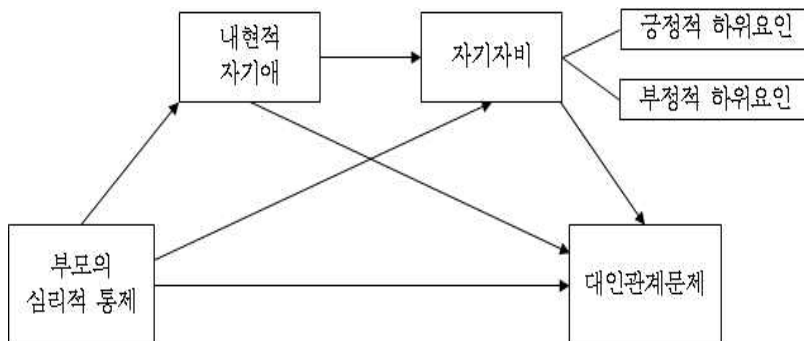 내현적
자기애
자기자비
긍정적 하위요인
부정적 하위요인
부모의
심리적 통제
대인관계문제